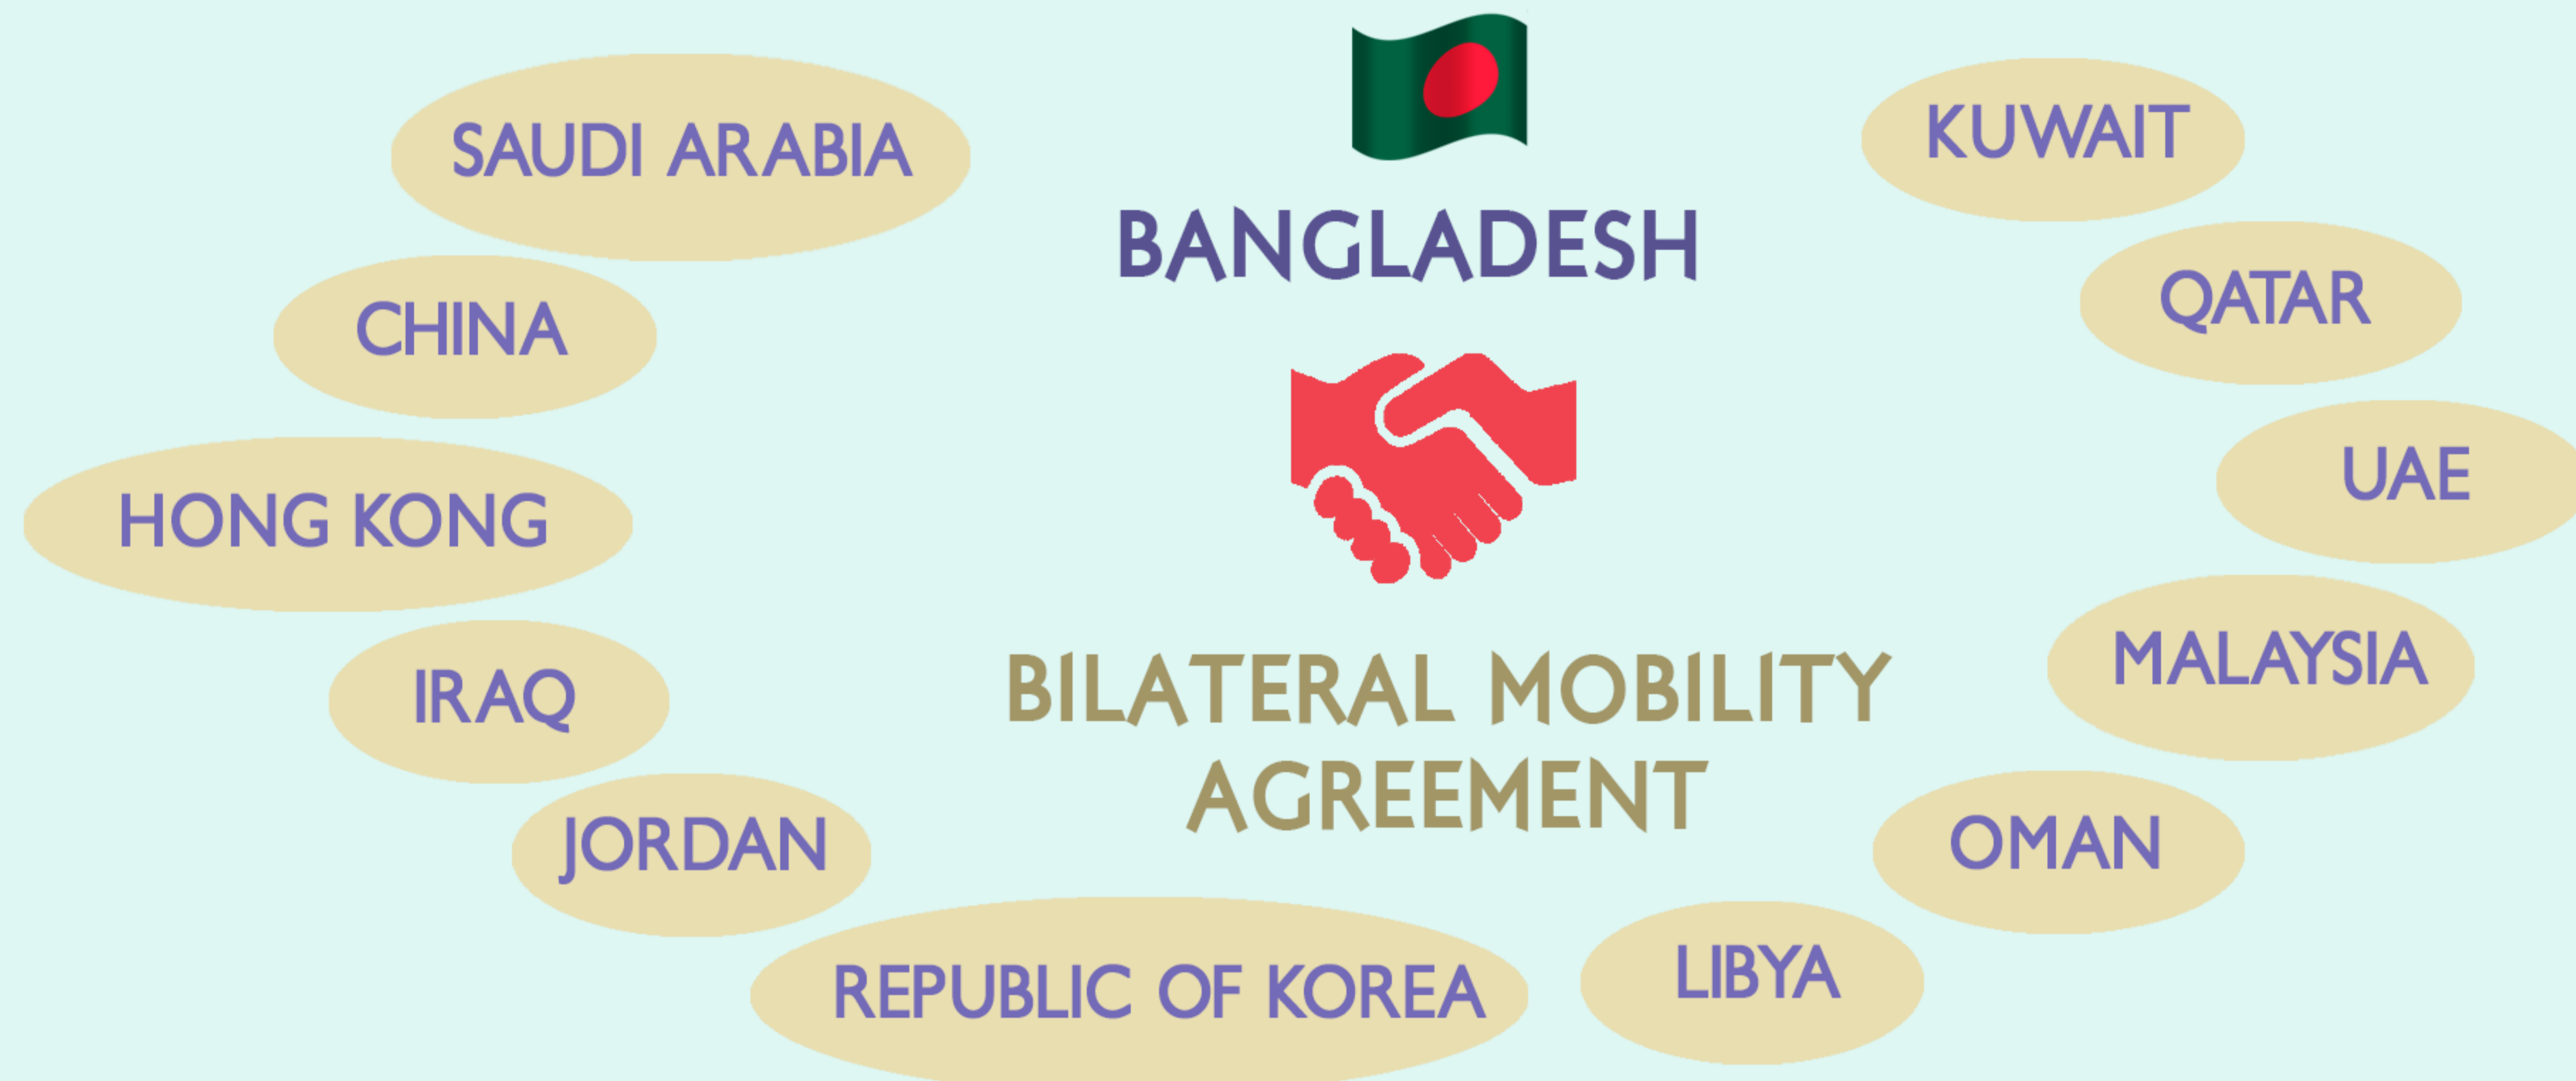 BANGLADESH
BILATERAL MOBILITY
AGREEMENT
SAUDI ARABIA
CHINA
HONG KONG
IRAQ
JORDAN
REPUBLIC OF KOREA
LIBYA
OMAN
MALAYSIA
UAE
QATAR
KUWAIT